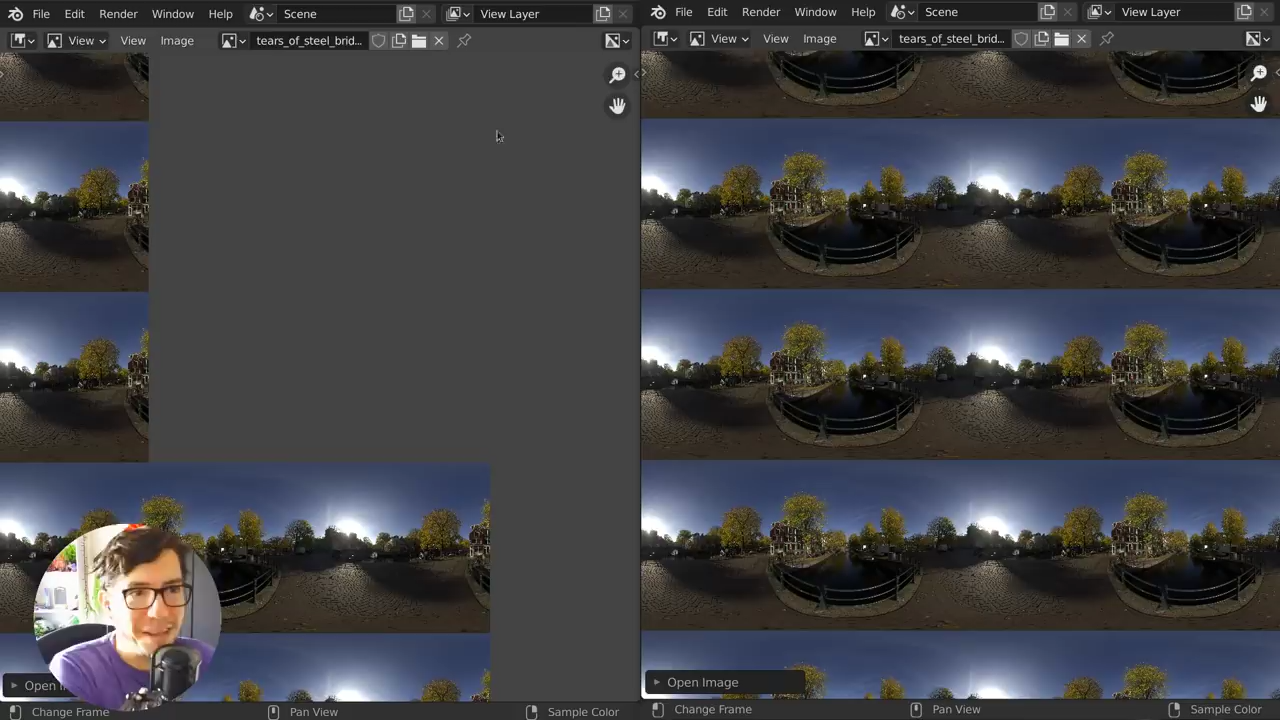 File Edit Render Window Help Scene View Layer
View View Image tears_of_steel_brid...
Open I
Change Frame Pan View Sample Color
File Edit Render Window Help Scene View Layer
View View Image tears_of_steel_brid...
Open Image
Change Frame Pan View Sample Color